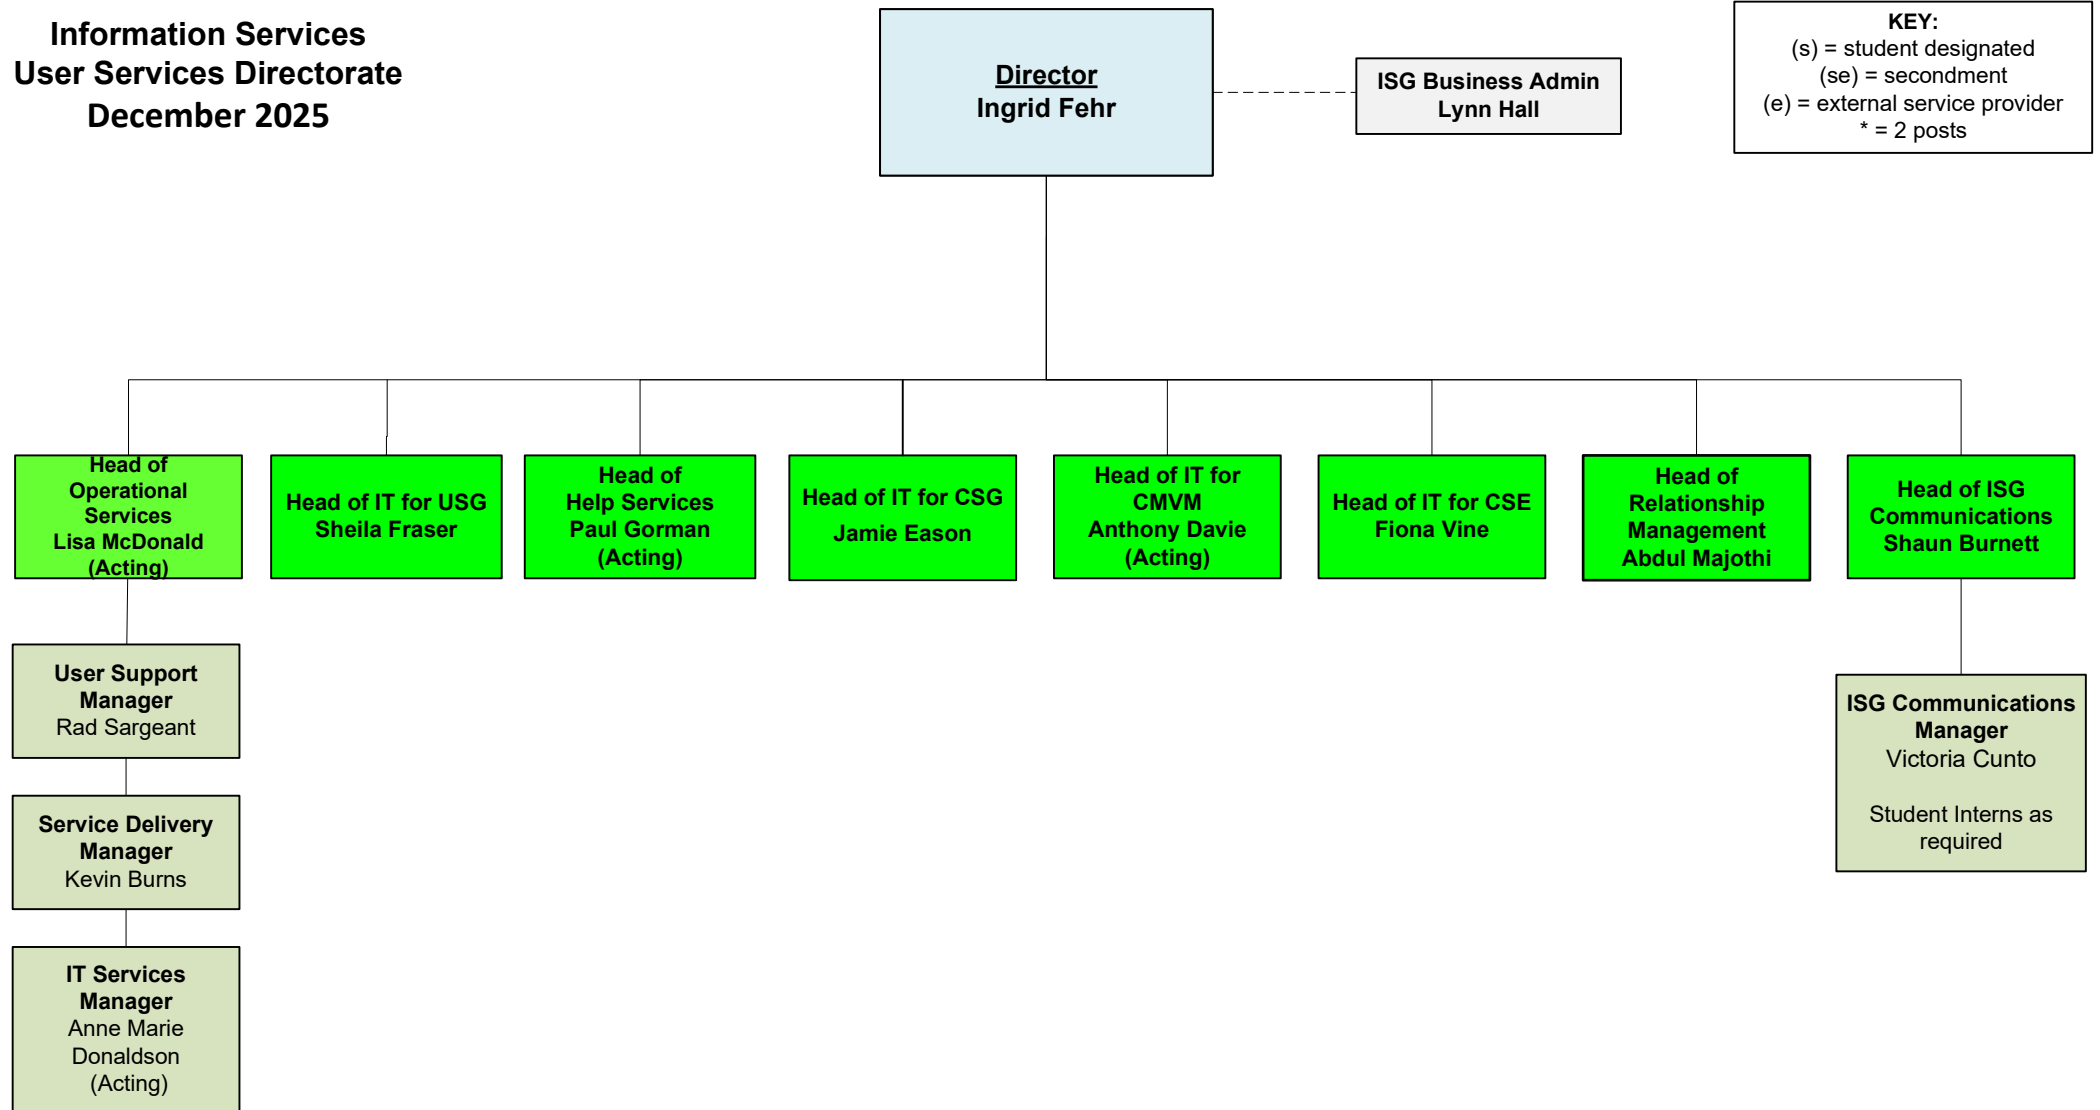 Information Services
User Services Directorate
December 2025
Director
Ingrid Fehr
ISG Business Admin
Lynn Hall
KEY:
(s) = student designated
(se) = secondment
(e) = external service provider
* = 2 posts
Head of
Operational
Services
Lisa McDonald
(Acting)
Head of IT for USG
Sheila Fraser
Head of
Help Services
Paul Gorman
(Acting)
Head of IT for CSG
Jamie Eason
Head of IT for
CMVM
Anthony Davie
(Acting)
Head of IT for CSE
Fiona Vine
Head of
Relationship
Management
Abdul Majothi
Head of ISG
Communications
Shaun Burnett
User Support
Manager
Rad Sargeant
Service Delivery
Manager
Kevin Burns
IT Services
Manager
Anne Marie
Donaldson
(Acting)
ISG Communications
Manager
Victoria Cunto
Student Interns as
required